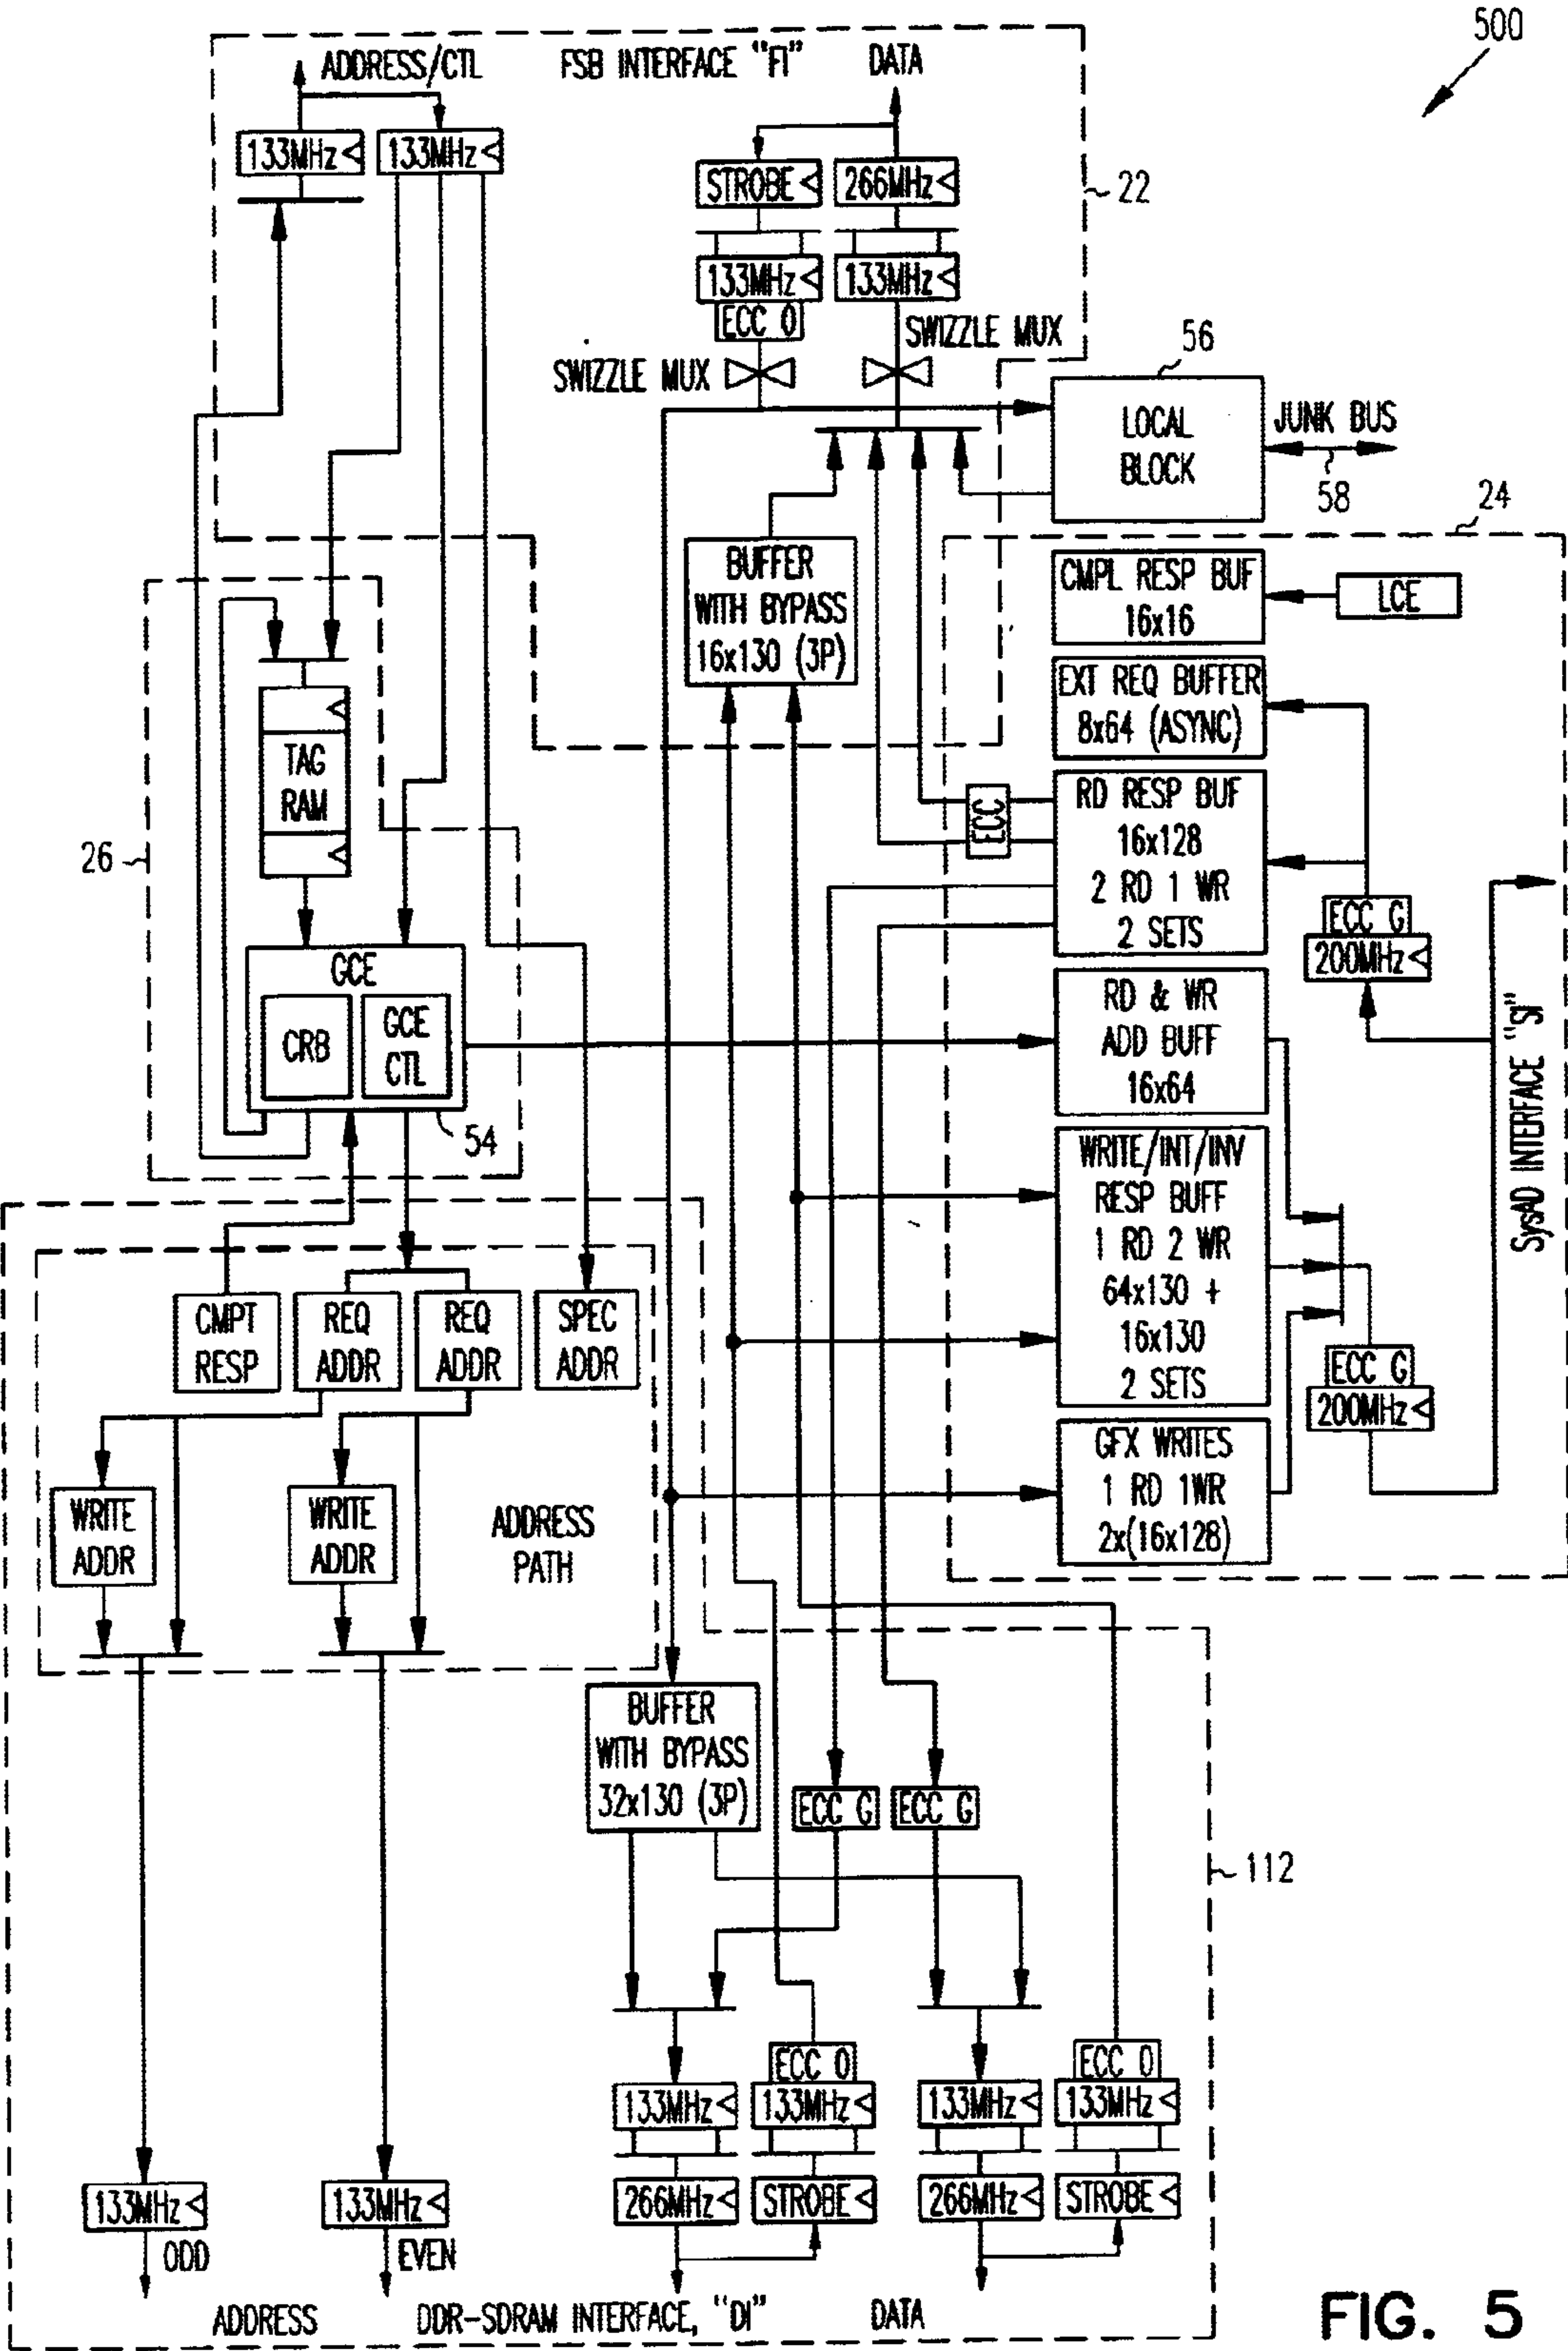 500
ADDRESS/CTL
FSB INTERFACE "FI"
DATA
133MHz
133MHz
STROBE
266MHz
22
133MHz
133MHz
ECC 0
SWIZZLE MUX
SWIZZLE MUX
56
LOCAL
BLOCK
JUNK BUS
58
24
BUFFER
WITH BYPASS
16x130 (3P)
CMPL RESP BUF
16x16
LCE
EXT REQ BUFFER
8x64 (ASYNC)
TAG
RAM
26
ECC
RD RESP BUF
16x128
2 RD 1 WR
2 SETS
ECC G
200MHz
GCE
CRB
GCE
CTL
54
RD & WR
ADD BUFF
16x64
SysAD INTERFACE "SI"
WRITE/INT/INV
RESP BUFF
1 RD 2 WR
64x130 +
16x130
2 SETS
ECC G
200MHz
CMPT
RESP
REQ
ADDR
REQ
ADDR
SPEC
ADDR
GFX WRITES
1 RD 1WR
2x(16x128)
WRITE
ADDR
WRITE
ADDR
ADDRESS
PATH
BUFFER
WITH BYPASS
32x130 (3P)
ECC G
ECC G
112
ECC 0
ECC 0
133MHz
133MHz
133MHz
133MHz
133MHz
133MHz
266MHz
STROBE
266MHz
STROBE
ODD
EVEN
ADDRESS
DDR-SDRAM INTERFACE, "DI"
DATA
FIG. 5